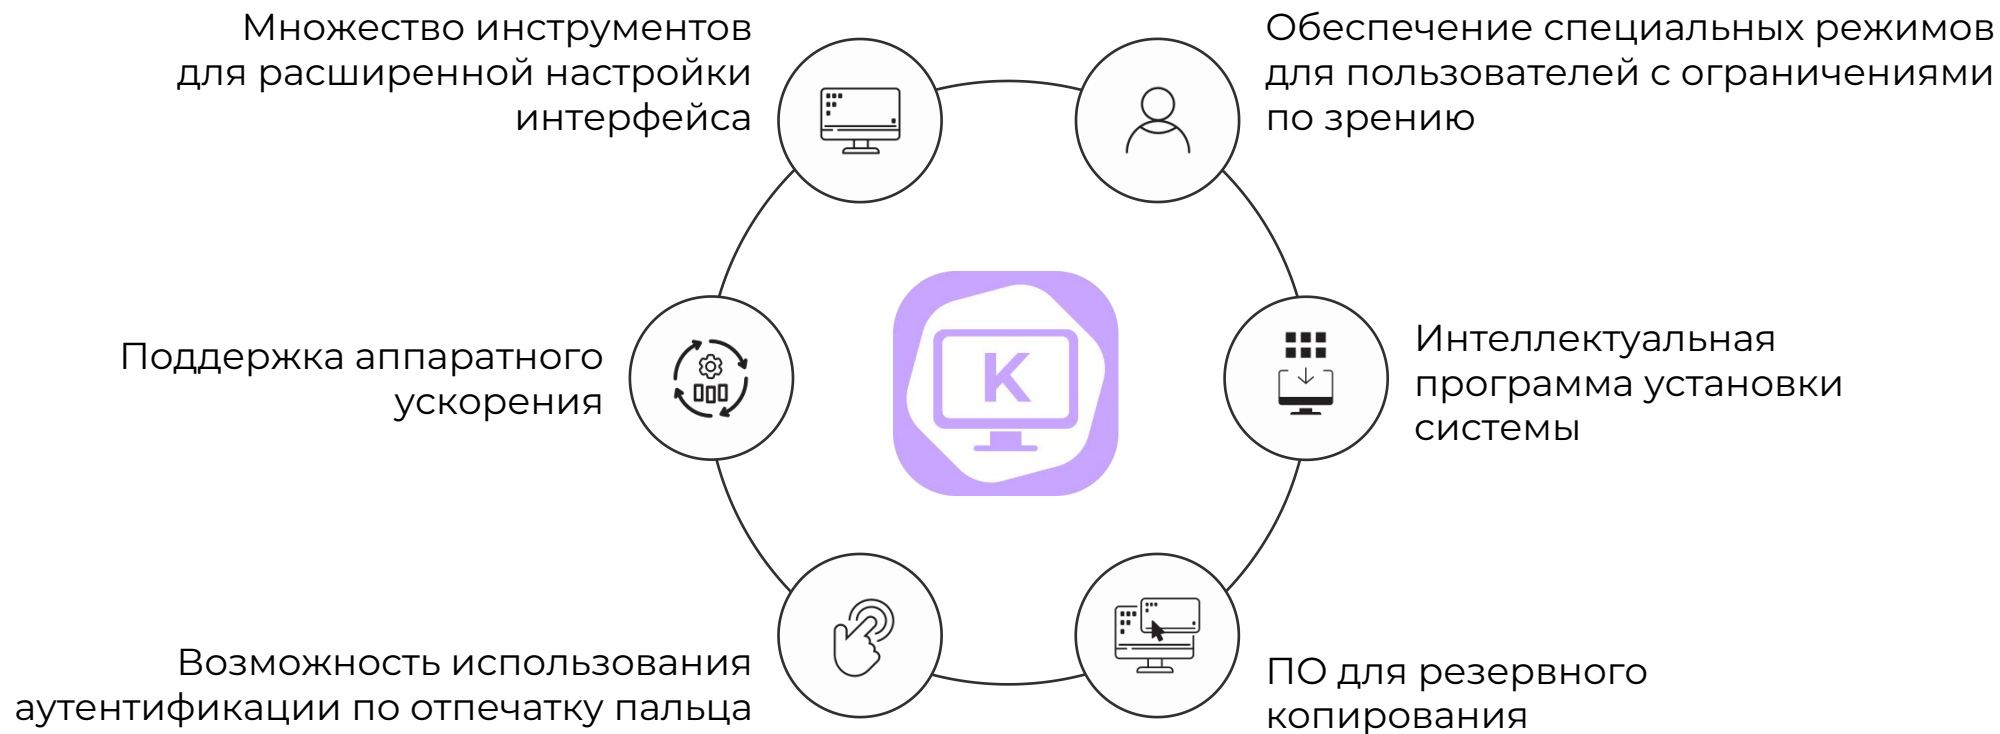 Множество инструментов
для расширенной настройки
интерфейса
Обеспечение специальных режимов
для пользователей с ограничениями
по зрению
Поддержка аппаратного
ускорения
K
Интеллектуальная
программа установки
системы
Возможность использования
аутентификации по отпечатку пальца
ПО для резервного
копирования